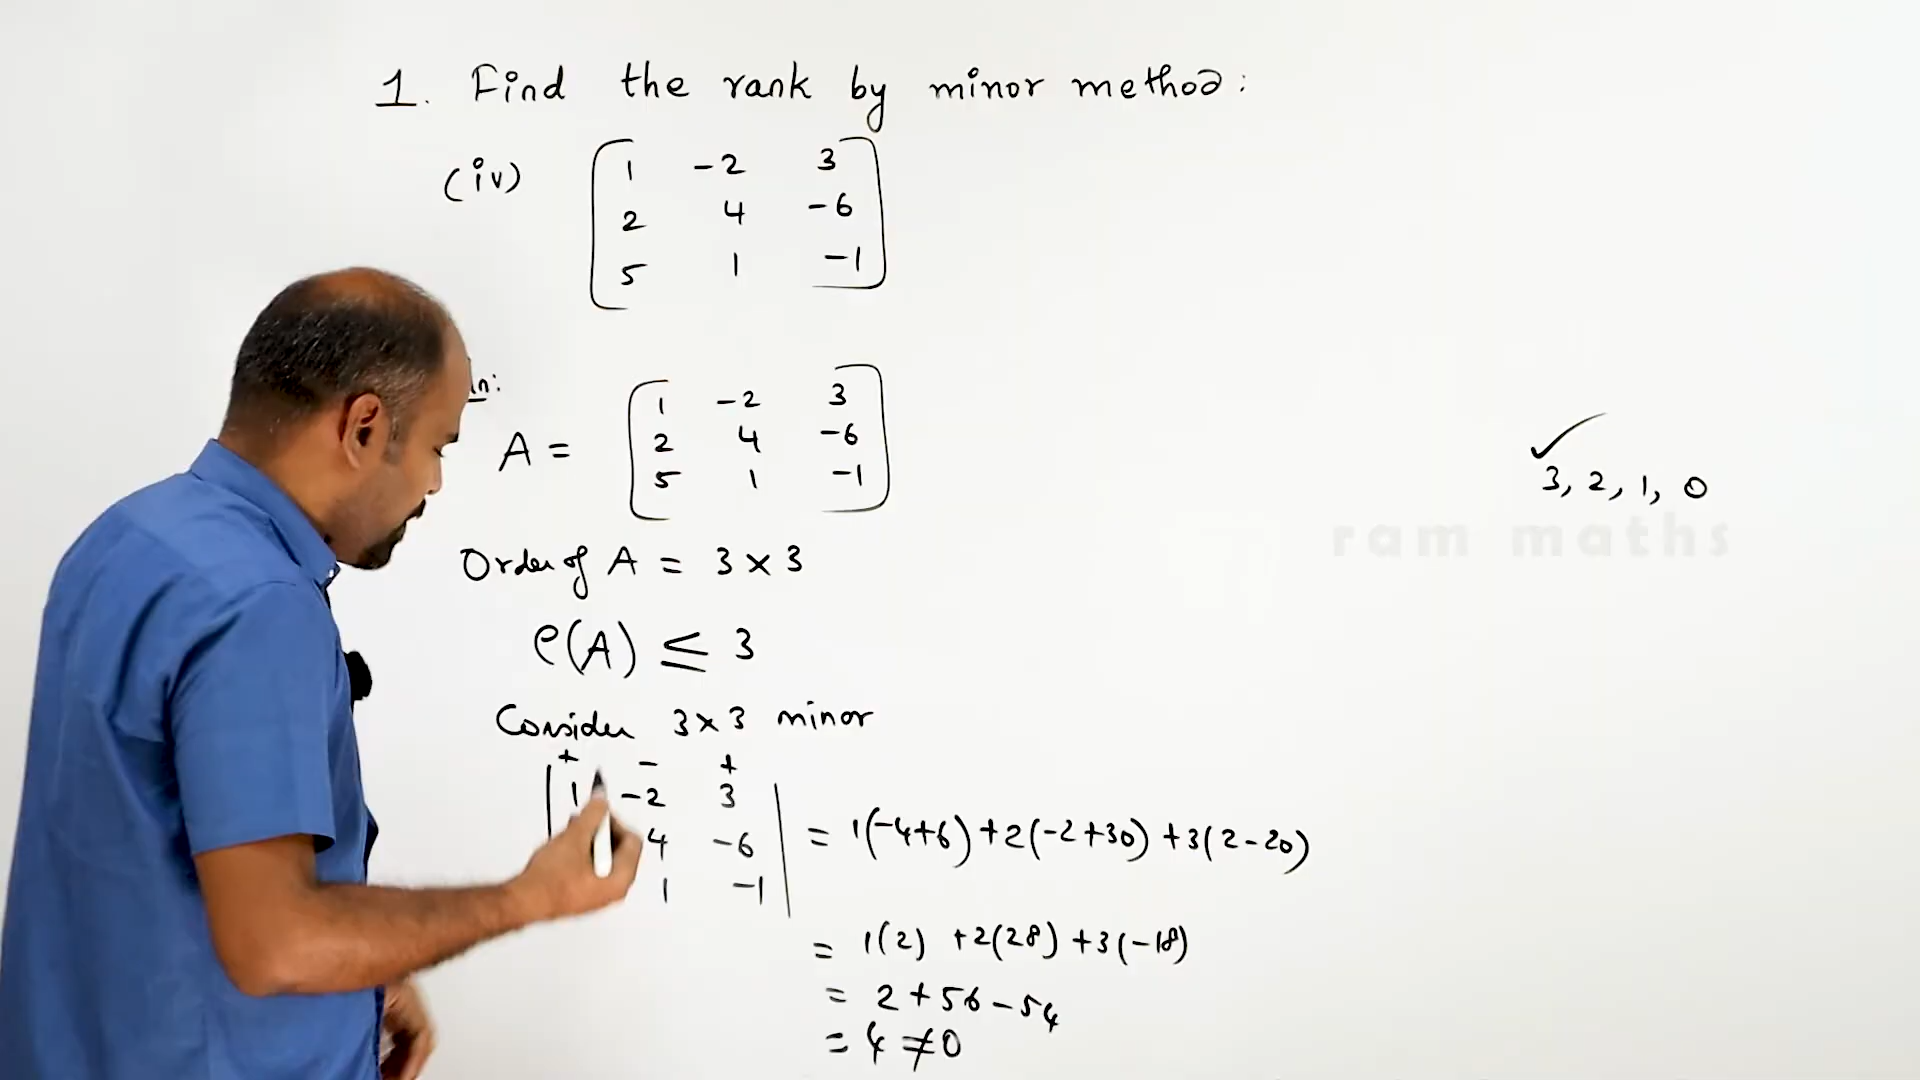 1. Find the rank by minor method:
(iv) 1 -2 3
2 4 -6
5 1 -1
A = 1 -2 3
2 4 -6
5 1 -1
3, 2, 1, 0
ram maths
Order of A = 3 × 3
ρ(A) ≤ 3
Consider 3×3 minor
+ - +
1 -2 3
4 -6
1 -1
= 1(-4+6) +2(-2+30) +3(2-20)
= 1(2) +2(28) +3(-18)
= 2 + 56 - 54
= 4 ≠ 0